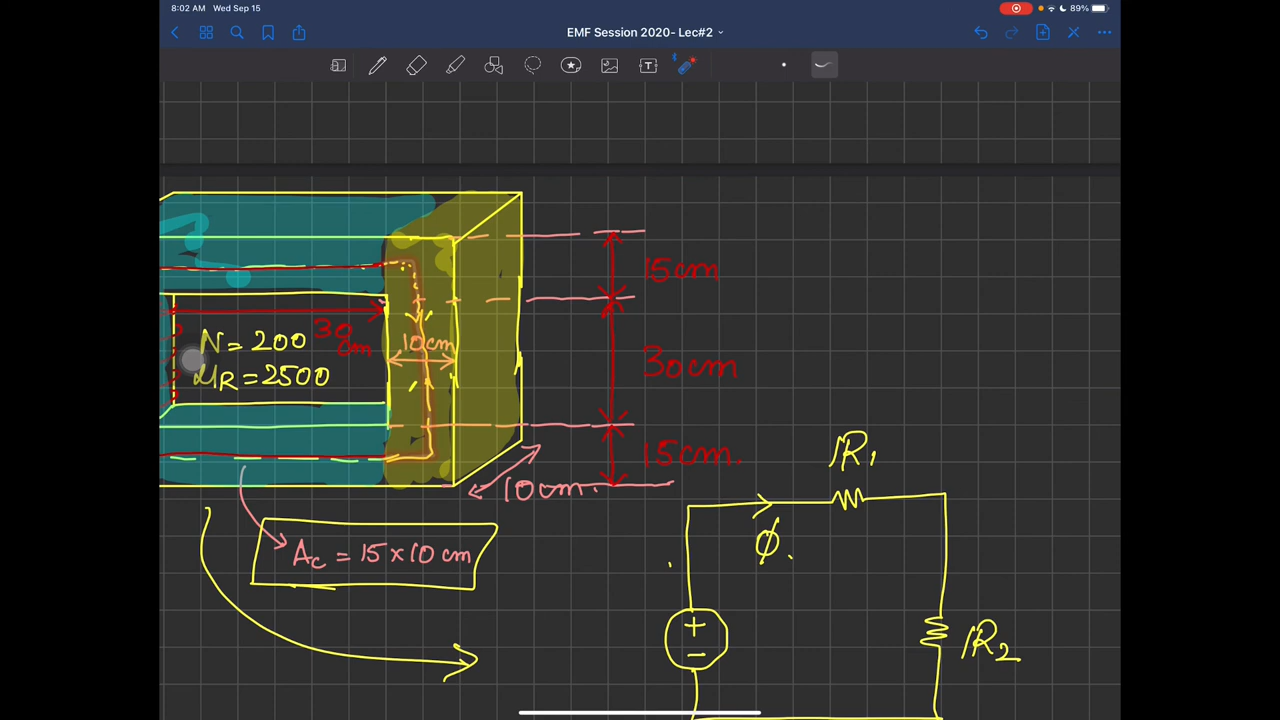 8:02 AM Wed Sep 15
89%
EMF Session 2020- Lec#2
15cm
N = 200
30
cm
10cm
μR = 2500
30cm
15cm.
10cm.
R1
AC = 15 x 10 cm
ϕ.
+
-
R2